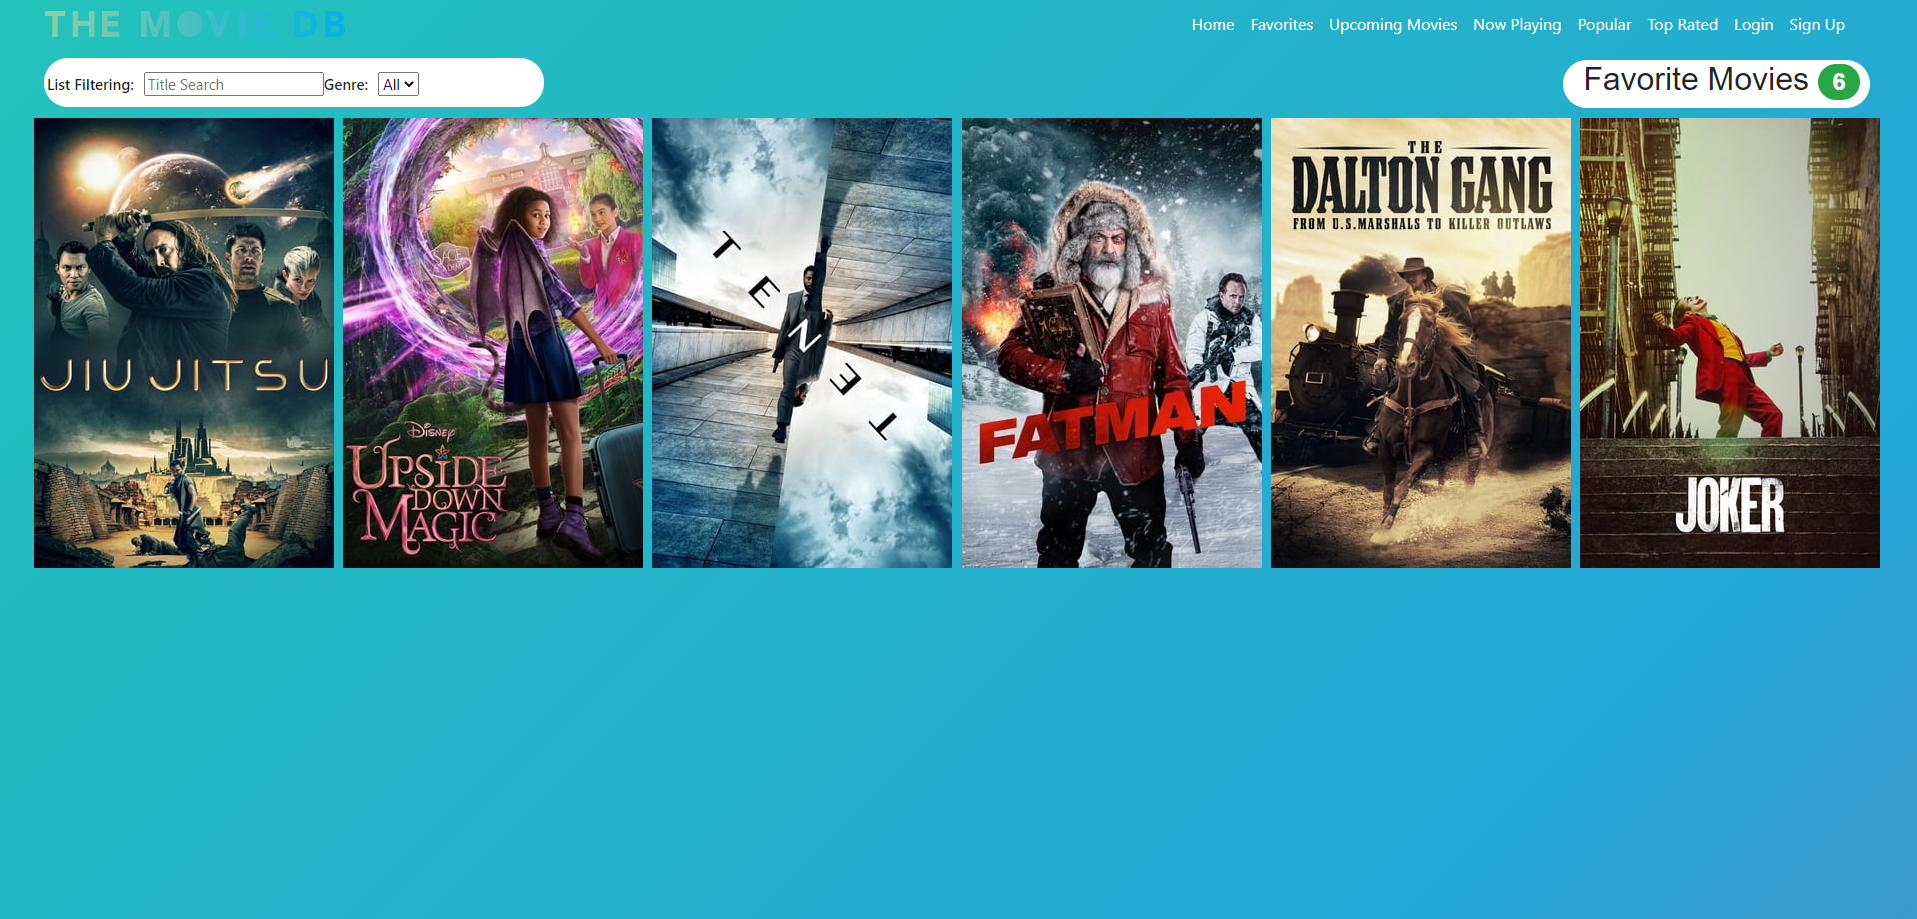 THE MOVIE DB
Home Favorites Upcoming Movies Now Playing Popular Top Rated Login Sign Up
List Filtering: Title Search Genre: All
Favorite Movies 6
JIU JITSU
DISNEY
UPSIDE
DOWN
MAGIC
TENET
FATMAN
THE
DALTON GANG
FROM U.S. MARSHALS TO KILLER OUTLAWS
JOKER